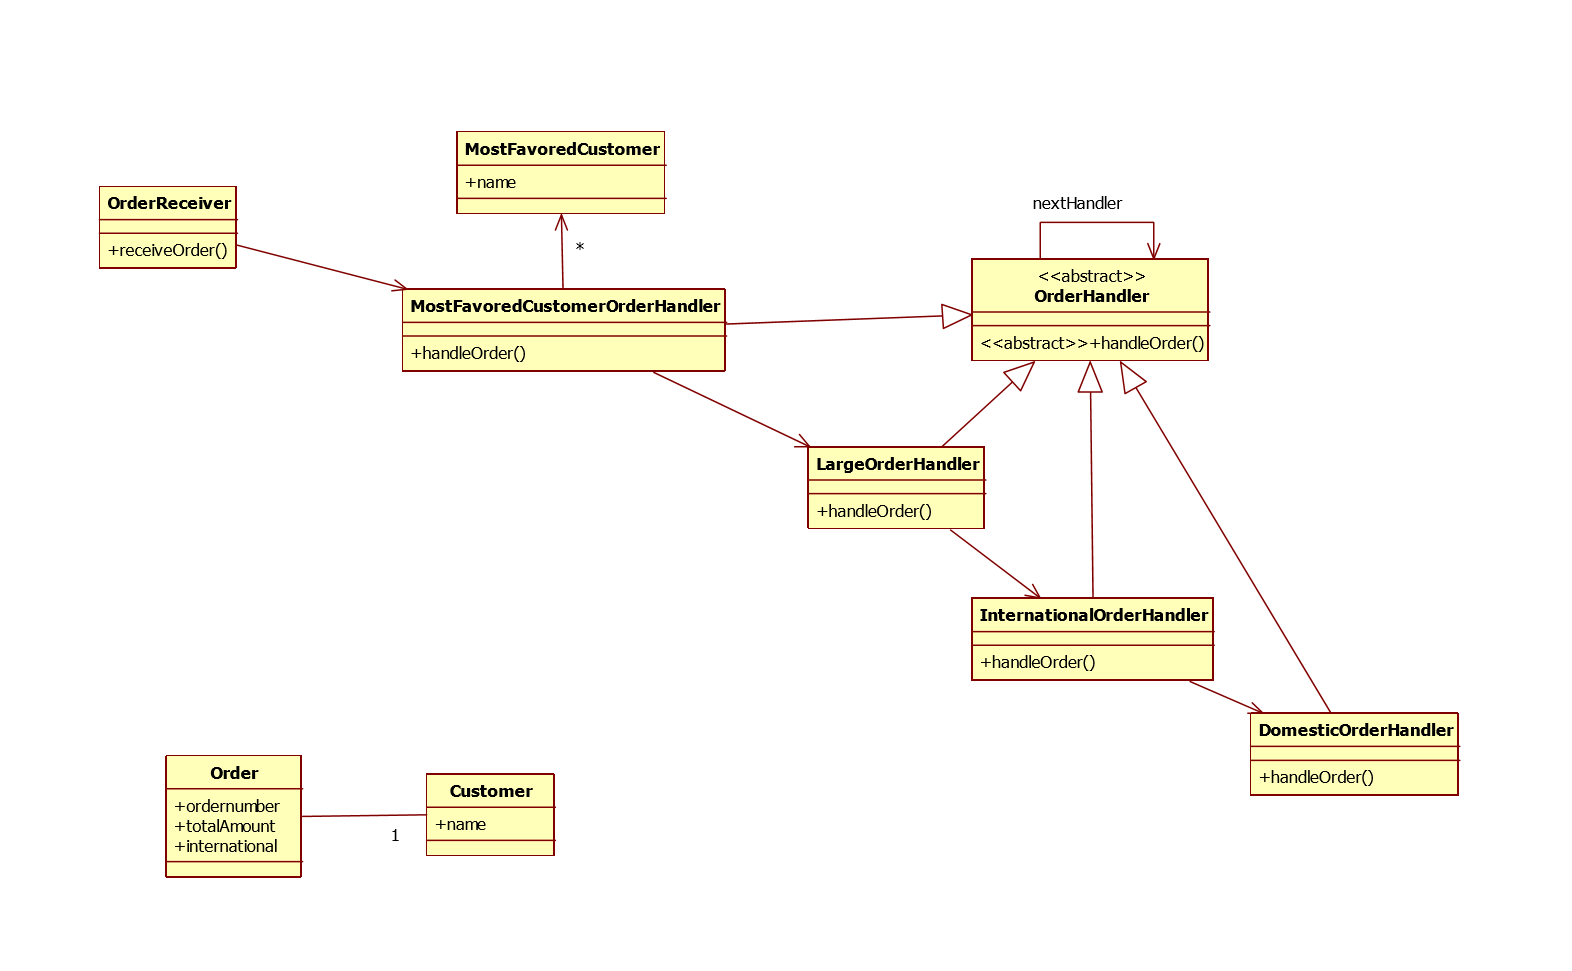 MostFavoredCustomer
+name
OrderReceiver
+receiveOrder()
nextHandler
*
<<abstract>>
OrderHandler
<<abstract>>+handleOrder()
MostFavoredCustomerOrderHandler
+handleOrder()
LargeOrderHandler
+handleOrder()
InternationalOrderHandler
+handleOrder()
DomesticOrderHandler
+handleOrder()
Order
+ordernumber
+totalAmount
+international
1
Customer
+name